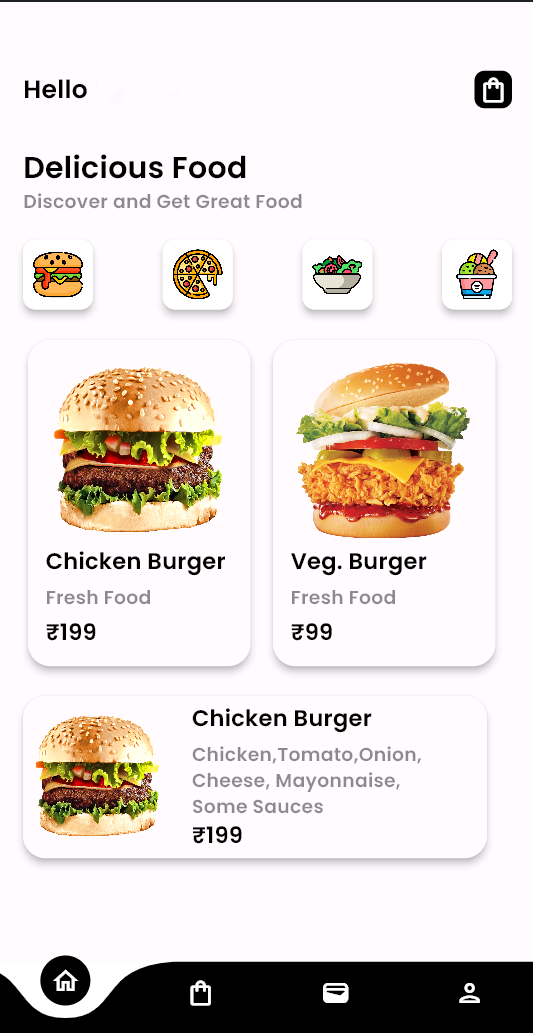 Hello
Delicious Food
Discover and Get Great Food
Chicken Burger
Fresh Food
₹199
Veg. Burger
Fresh Food
₹99
Chicken Burger
Chicken,Tomato,Onion,
Cheese, Mayonnaise,
Some Sauces
₹199